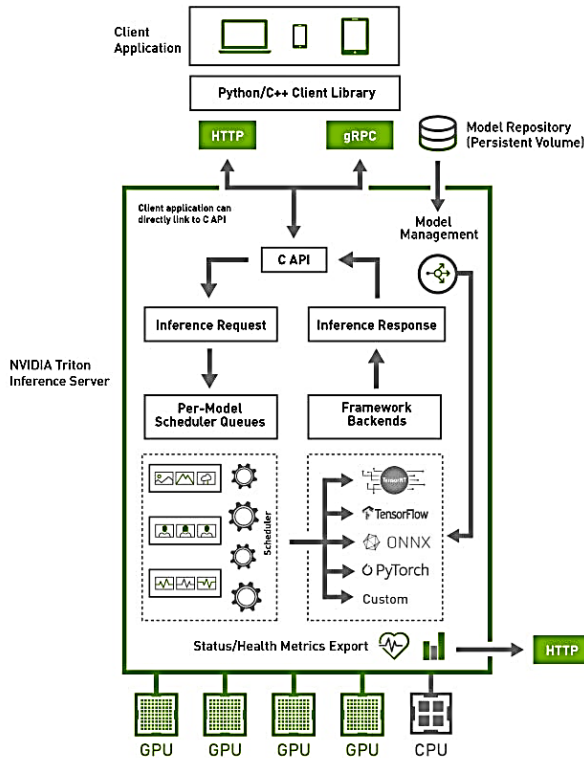 Client
Application
Python/C++ Client Library
HTTP
gRPC
Model Repository
(Persistent Volume)
Client application can
directly link to C API
Model
Management
C API
Inference Request
Inference Response
NVIDIA Triton
Inference Server
Per-Model
Scheduler Queues
Framework
Backends
Scheduler
TensorRT
TensorFlow
ONNX
PyTorch
Custom
Status/Health Metrics Export
HTTP
GPU
GPU
GPU
GPU
CPU